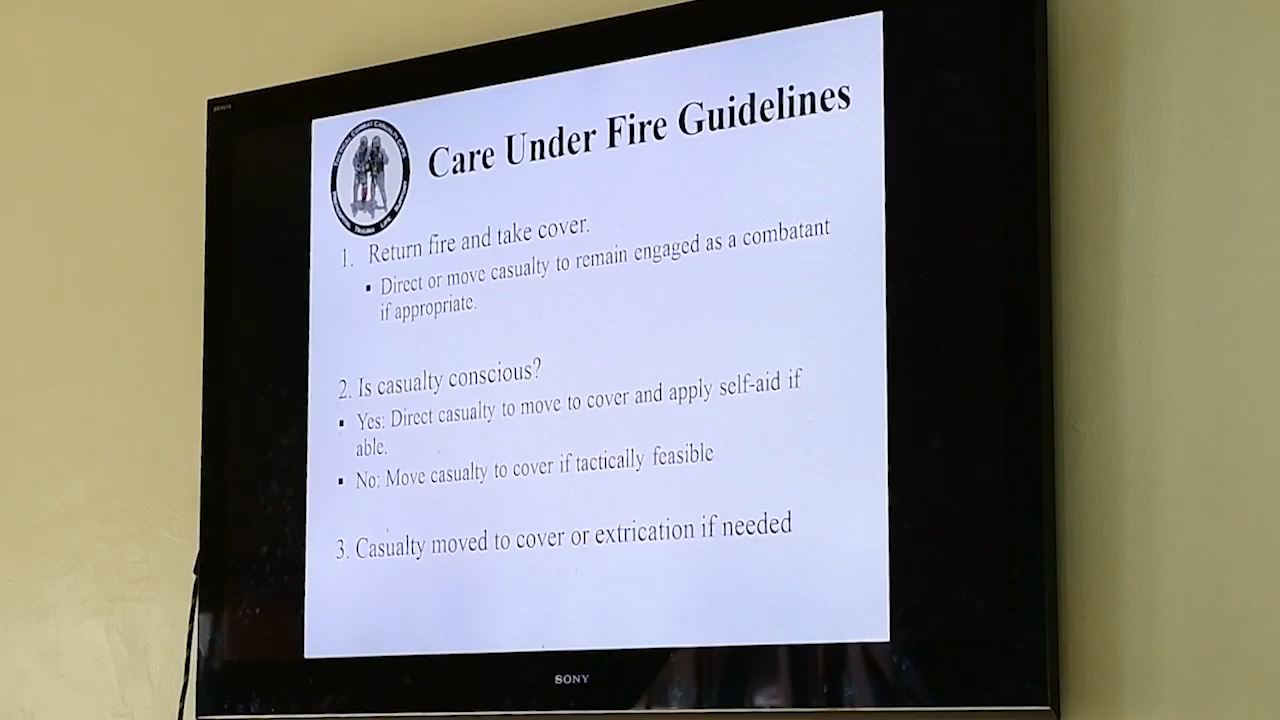 Care Under Fire Guidelines
1. Return fire and take cover.
▪ Direct or move casualty to remain engaged as a combatant
if appropriate.
2. Is casualty conscious?
▪ Yes: Direct casualty to move to cover and apply self-aid if
able.
▪ No: Move casualty to cover if tactically feasible
3. Casualty moved to cover or extrication if needed
SONY